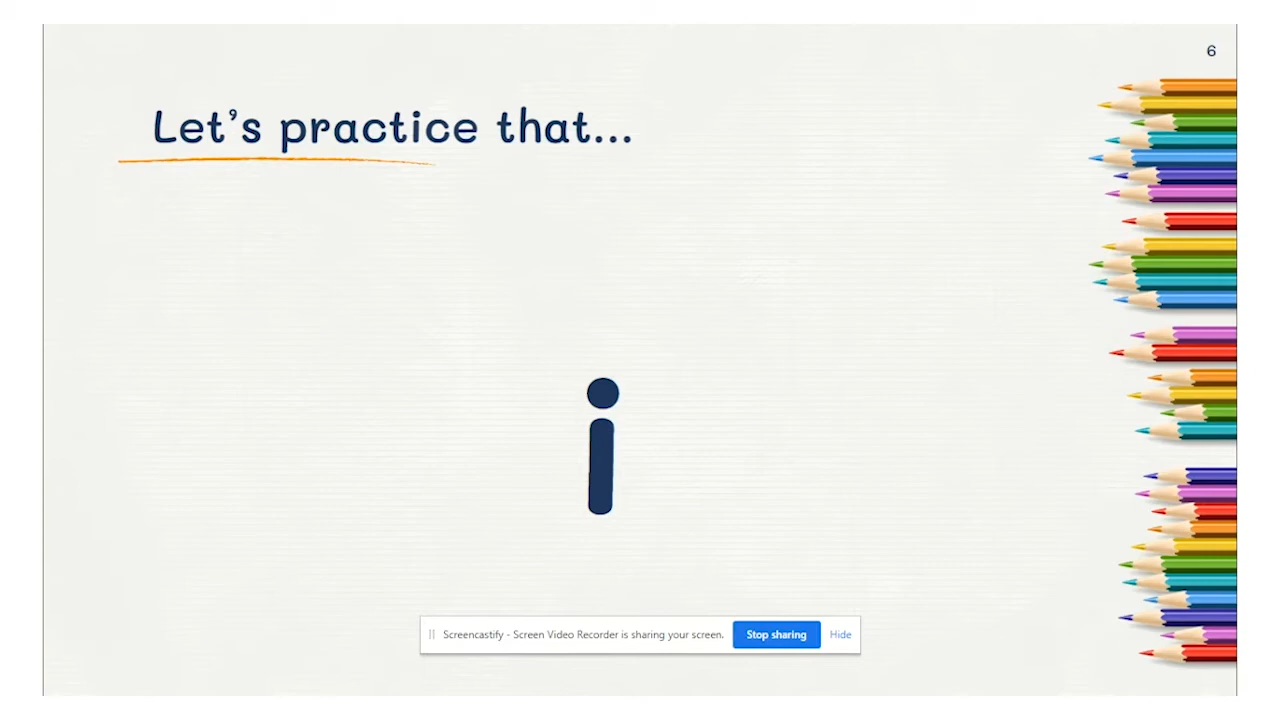 6
Let's practice that...
i
Screencastify - Screen Video Recorder is sharing your screen. Stop sharing Hide